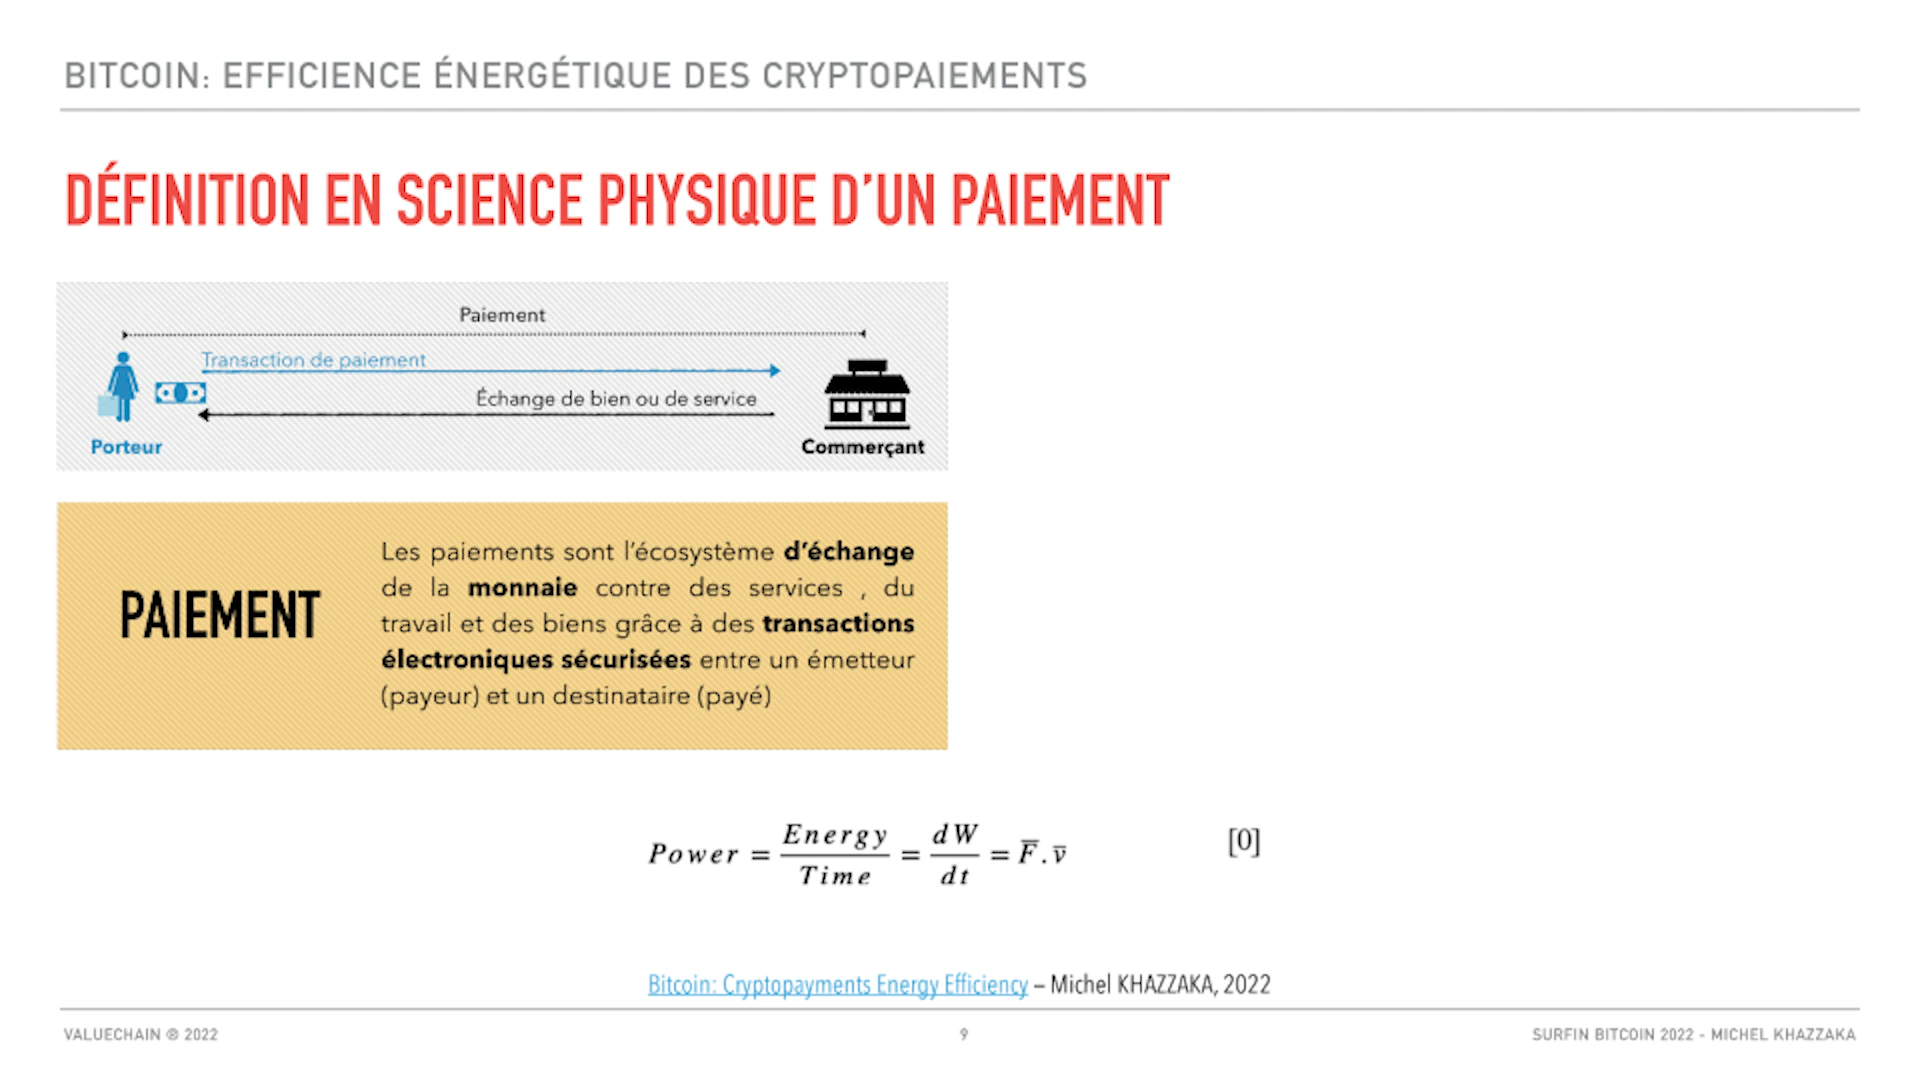 BITCOIN: EFFICIENCE ÉNERGÉTIQUE DES CRYPTOPAIEMENTS
DÉFINITION EN SCIENCE PHYSIQUE D'UN PAIEMENT
Paiement
Transaction de paiement
Échange de bien ou de service
Porteur
Commerçant
PAIEMENT
Les paiements sont l'écosystème d'échange
de la monnaie contre des services , du
travail et des biens grâce à des transactions
électroniques sécurisées entre un émetteur
(payeur) et un destinataire (payé)
Power = Energy / Time = dW / dt = F̅.v̅ [0]
Bitcoin: Cryptopayments Energy Efficiency – Michel KHAZZAKA, 2022
VALUECHAIN ® 2022
9
SURFIN BITCOIN 2022 - MICHEL KHAZZAKA